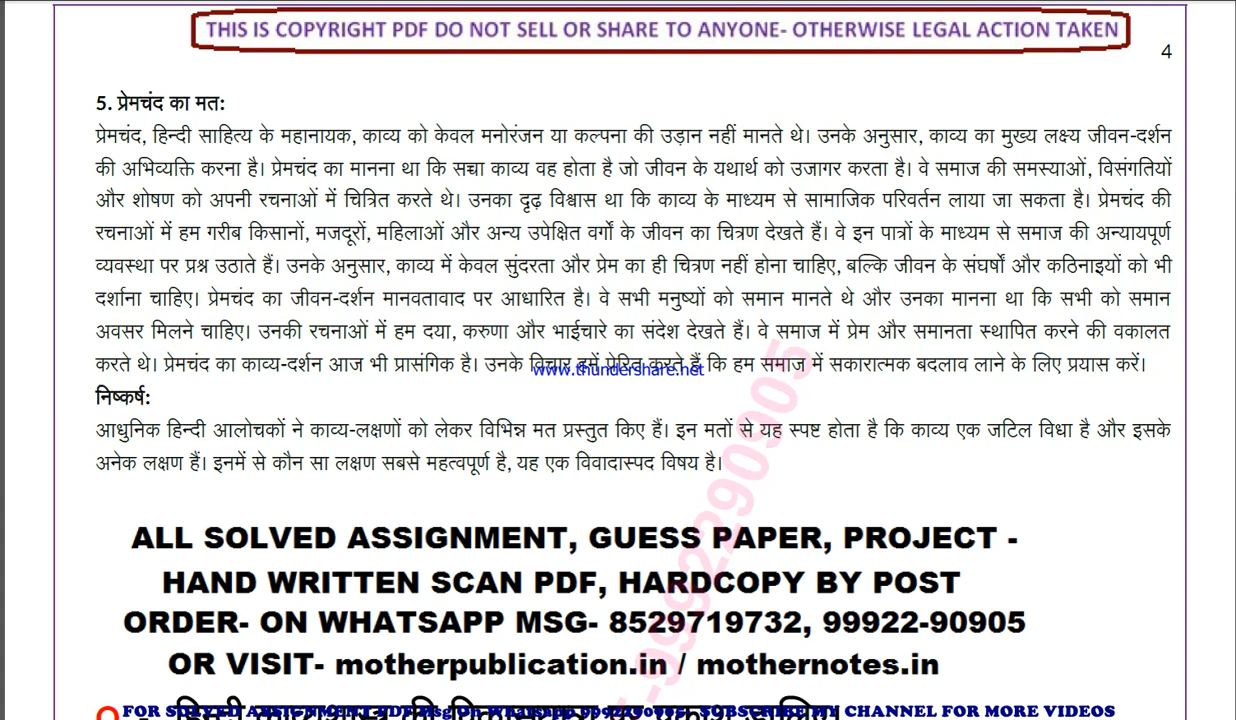 THIS IS COPYRIGHT PDF DO NOT SELL OR SHARE TO ANYONE- OTHERWISE LEGAL ACTION TAKEN
4
5. प्रेमचंद का मत:
प्रेमचंद, हिन्दी साहित्य के महानायक, काव्य को केवल मनोरंजन या कल्पना की उड़ान नहीं मानते थे। उनके अनुसार, काव्य का मुख्य लक्ष्य जीवन-दर्शन
की अभिव्यक्ति करना है। प्रेमचंद का मानना था कि सच्चा काव्य वह होता है जो जीवन के यथार्थ को उजागर करता है। वे समाज की समस्याओं, विसंगतियों
और शोषण को अपनी रचनाओं में चित्रित करते थे। उनका दृढ़ विश्वास था कि काव्य के माध्यम से सामाजिक परिवर्तन लाया जा सकता है। प्रेमचंद की
रचनाओं में हम गरीब किसानों, मजदूरों, महिलाओं और अन्य उपेक्षित वर्गों के जीवन का चित्रण देखते हैं। वे इन पात्रों के माध्यम से समाज की अन्यायपूर्ण
व्यवस्था पर प्रश्न उठाते हैं। उनके अनुसार, काव्य में केवल सुंदरता और प्रेम का ही चित्रण नहीं होना चाहिए, बल्कि जीवन के संघर्षों और कठिनाइयों को भी
दर्शाना चाहिए। प्रेमचंद का जीवन-दर्शन मानवतावाद पर आधारित है। वे सभी मनुष्यों को समान मानते थे और उनका मानना था कि सभी को समान
अवसर मिलने चाहिए। उनकी रचनाओं में हम दया, करुणा और भाईचारे का संदेश देखते हैं। वे समाज में प्रेम और समानता स्थापित करने की वकालत
करते थे। प्रेमचंद का काव्य-दर्शन आज भी प्रासंगिक है। उनके विचार हमें प्रेरित करते हैं कि हम समाज में सकारात्मक बदलाव लाने के लिए प्रयास करें।
www.thundershare.net
निष्कर्ष:
आधुनिक हिन्दी आलोचकों ने काव्य-लक्षणों को लेकर विभिन्न मत प्रस्तुत किए हैं। इन मतों से यह स्पष्ट होता है कि काव्य एक जटिल विधा है और इसके
अनेक लक्षण हैं। इनमें से कौन सा लक्षण सबसे महत्वपूर्ण है, यह एक विवादास्पद विषय है।
-9992290905
ALL SOLVED ASSIGNMENT, GUESS PAPER, PROJECT -
HAND WRITTEN SCAN PDF, HARDCOPY BY POST
ORDER- ON WHATSAPP MSG- 8529719732, 99922-90905
OR VISIT- motherpublication.in / mothernotes.in
FOR SOLVED ASSIGNMENT PDF Msg On Whatsapp 9992290905, SUBSCRIBE MY CHANNEL FOR MORE VIDEOS